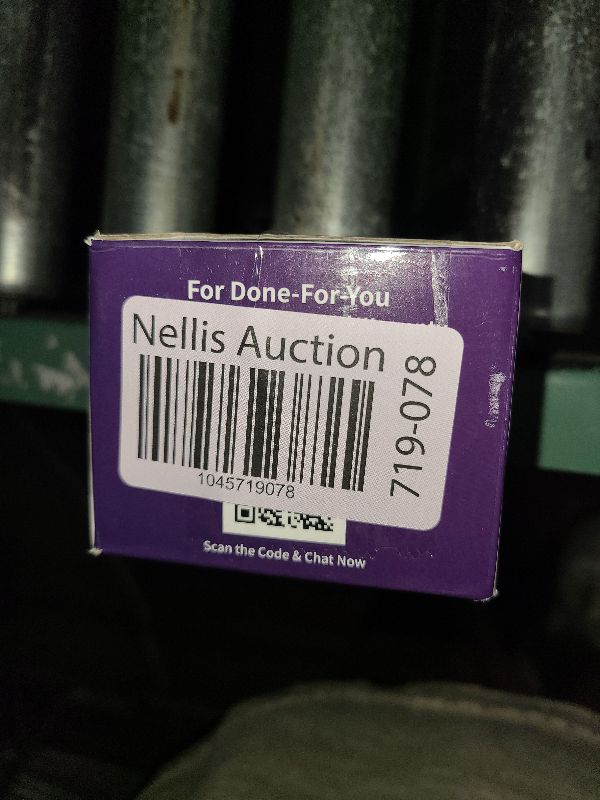 For Done-For-You
Nellis Auction
719-078
1045719078
Scan the Code & Chat Now